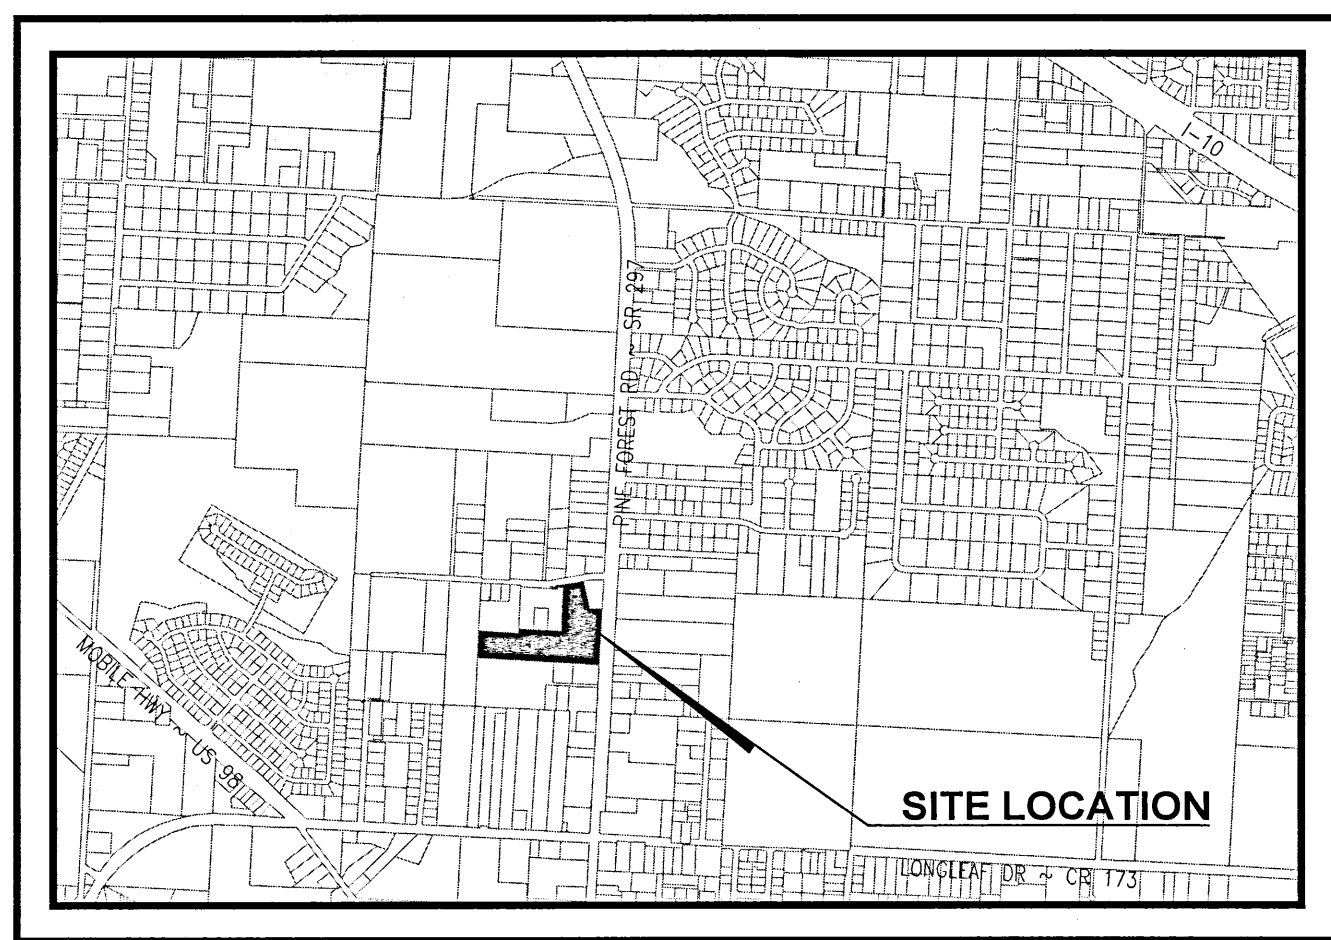 I-10
PINE FOREST RD ~ SR 297
MOBILE HWY ~ US 98
SITE LOCATION
LONGLEAF DR ~ CR 173